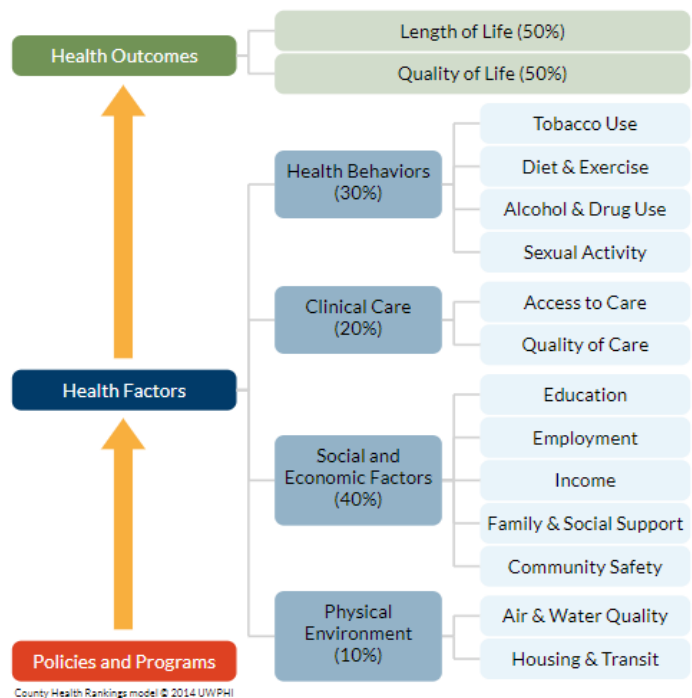 Health Outcomes
Length of Life (50%)
Quality of Life (50%)
Health Factors
Health Behaviors
(30%)
Tobacco Use
Diet & Exercise
Alcohol & Drug Use
Sexual Activity
Clinical Care
(20%)
Access to Care
Quality of Care
Social and
Economic Factors
(40%)
Education
Employment
Income
Family & Social Support
Community Safety
Physical
Environment
(10%)
Air & Water Quality
Housing & Transit
Policies and Programs
County Health Rankings model © 2014 UWPHI